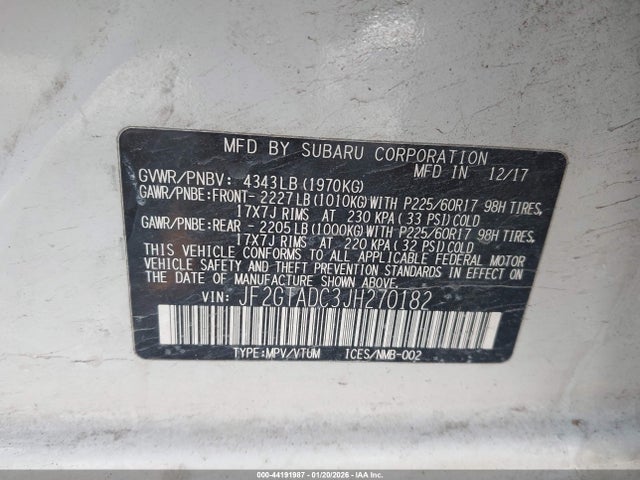 MFD BY SUBARU CORPORATION
GVWR/PNBV: 4343LB (1970KG) 12/17
GAWR/PNBE:FRONT-2227LB(1010KG)WITH P225/60R17 98H TIRES,
17X7J RIMS AT 230 KPA(33 PSI)COLD
GAWR/PNBE:REAR -2205LB(1000KG)WITH P225/60R17 98H TIRES,
17X7J RIMS AT 220 KPA(32 PSI)COLD
THIS VEHICLE CONFORMS TO ALL APPLICABLE FEDERAL MOTOR
VEHICLE SAFETY AND THEFT PREVENTION STANDARDS IN EFFECT ON
THE DATE OF MANUFACTURE SHOWN ABOVE.
VIN: JF2GTADC3JH270182
TYPE:MPV/VTUM ICES/NMB-002
000-44191987 - 01/20/2026 - Copyright © IAA, LLC